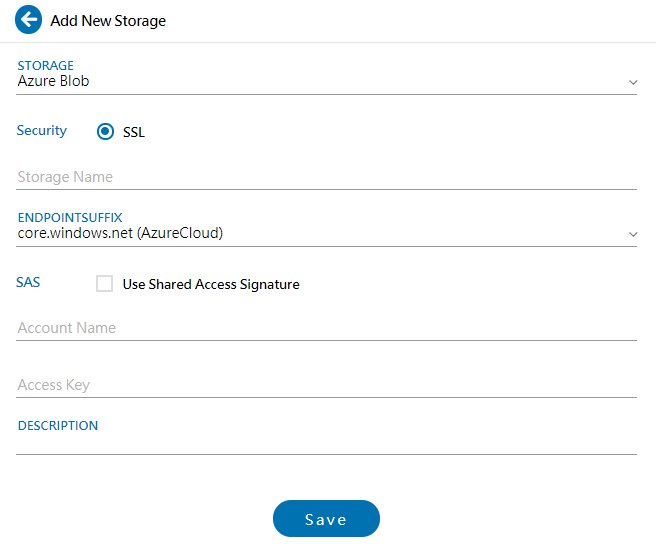 Add New Storage
STORAGE
Azure Blob
Security SSL
Storage Name
ENDPOINTSUFFIX
core.windows.net (AzureCloud)
SAS Use Shared Access Signature
Account Name
Access Key
DESCRIPTION
Save